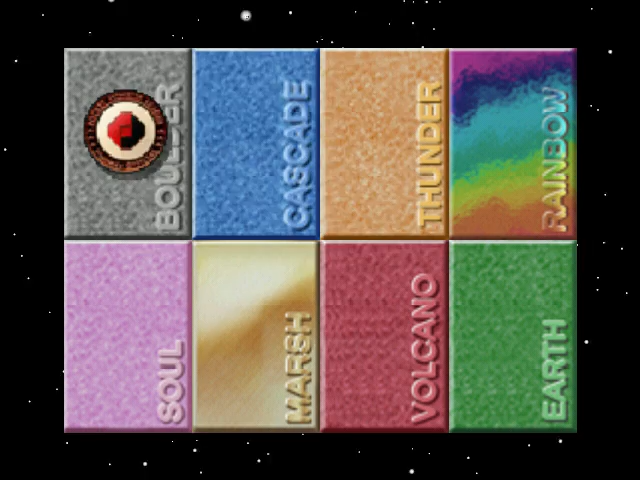 BOULDER
CASCADE
THUNDER
RAINBOW
SOUL
MARSH
VOLCANO
EARTH